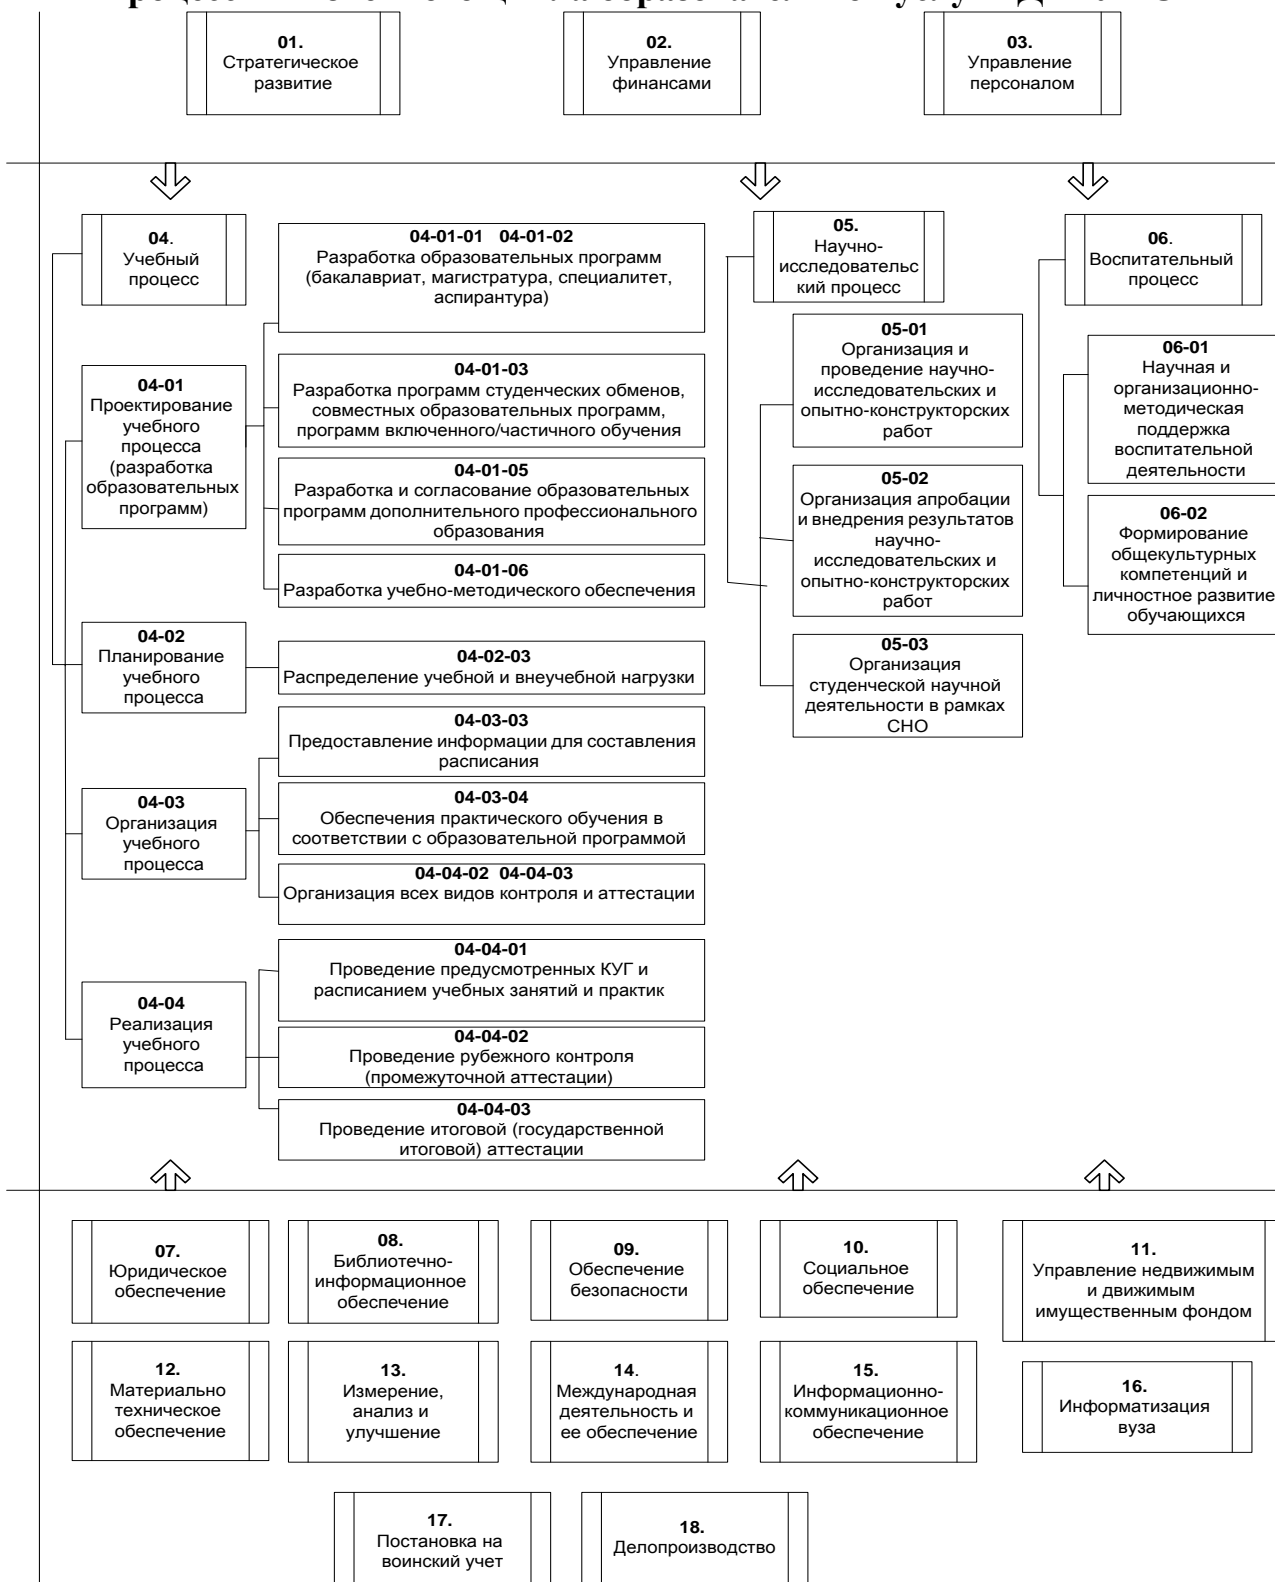 01.
Стратегическое
развитие
02.
Управление
финансами
03.
Управление
персоналом
04.
Учебный
процесс
04-01
Проектирование
учебного
процесса
(разработка
образовательных
программ)
04-01-01 04-01-02
Разработка образовательных программ
(бакалавриат, магистратура, специалитет,
аспирантура)
04-01-03
Разработка программ студенческих обменов,
совместных образовательных программ,
программ включенного/частичного обучения
04-01-05
Разработка и согласование образовательных
программ дополнительного профессионального
образования
04-01-06
Разработка учебно-методического обеспечения
04-02
Планирование
учебного
процесса
04-02-03
Распределение учебной и внеучебной нагрузки
04-03
Организация
учебного
процесса
04-03-03
Предоставление информации для составления
расписания
04-03-04
Обеспечения практического обучения в
соответствии с образовательной программой
04-04-02 04-04-03
Организация всех видов контроля и аттестации
04-04
Реализация
учебного
процесса
04-04-01
Проведение предусмотренных КУГ и
расписанием учебных занятий и практик
04-04-02
Проведение рубежного контроля
(промежуточной аттестации)
04-04-03
Проведение итоговой (государственной
итоговой) аттестации
05.
Научно-
исследовательс
кий процесс
05-01
Организация и
проведение научно-
исследовательских и
опытно-конструкторских
работ
05-02
Организация апробации
и внедрения результатов
научно-
исследовательских и
опытно-конструкторских
работ
05-03
Организация
студенческой научной
деятельности в рамках
СНО
06.
Воспитательный
процесс
06-01
Научная и
организационно-
методическая
поддержка
воспитательной
деятельности
06-02
Формирование
общекультурных
компетенций и
личностное развитие
обучающихся
07.
Юридическое
обеспечение
08.
Библиотечно-
информационное
обеспечение
09.
Обеспечение
безопасности
10.
Социальное
обеспечение
11.
Управление недвижимым
и движимым
имущественным фондом
12.
Материально
техническое
обеспечение
13.
Измерение,
анализ и
улучшение
14.
Международная
деятельность и
ее обеспечение
15.
Информационно-
коммуникационное
обеспечение
16.
Информатизация
вуза
17.
Постановка на
воинский учет
18.
Делопроизводство